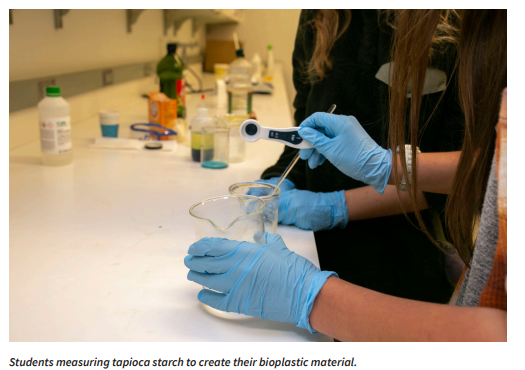 Students measuring tapioca starch to create their bioplastic material.